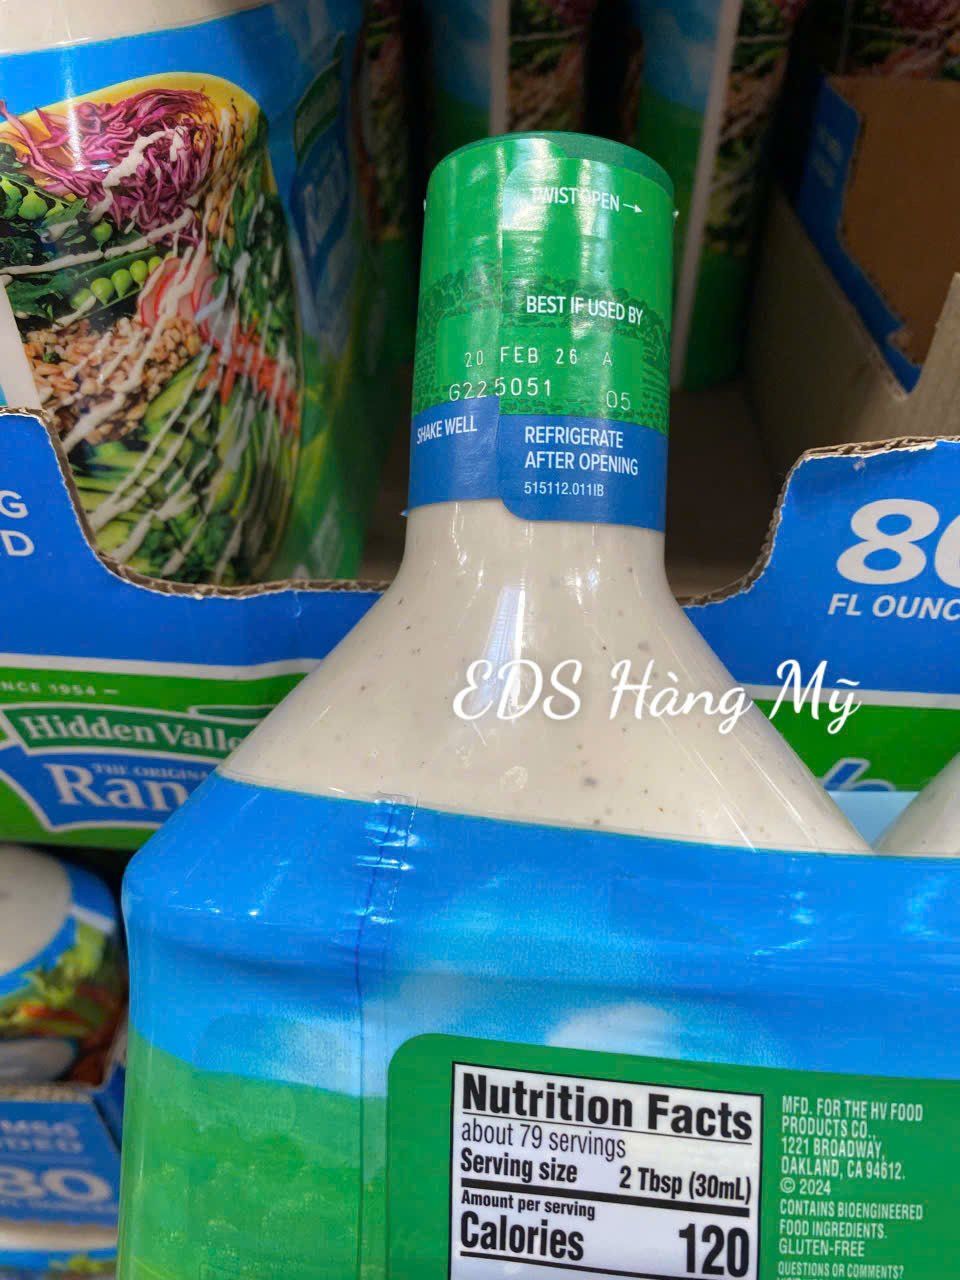 TWIST OPEN →
BEST IF USED BY
20 FEB 26 A
G225051 05
SHAKE WELL
REFRIGERATE
AFTER OPENING
515112.011IB
FL OUNC
EDS Hàng Mỹ
NCE 1954 —
Hidden Valle
THE ORIGINA
Ran
80
Nutrition Facts
about 79 servings
Serving size 2 Tbsp (30mL)
Amount per serving
Calories 120
MFD. FOR THE HV FOOD
PRODUCTS CO.,
1221 BROADWAY,
OAKLAND, CA 94612.
© 2024
CONTAINS BIOENGINEERED
FOOD INGREDIENTS.
GLUTEN-FREE
QUESTIONS OR COMMENTS?